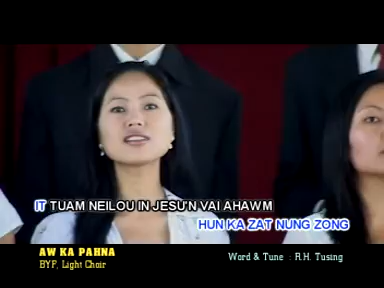 IT TUAM NEILOU IN JESU'N VAI AHAWM
HUN KA ZAT NUNG ZONG
AW KA PAHNA
BYF, Light Choir
Word & Tune : R.H. Tusing